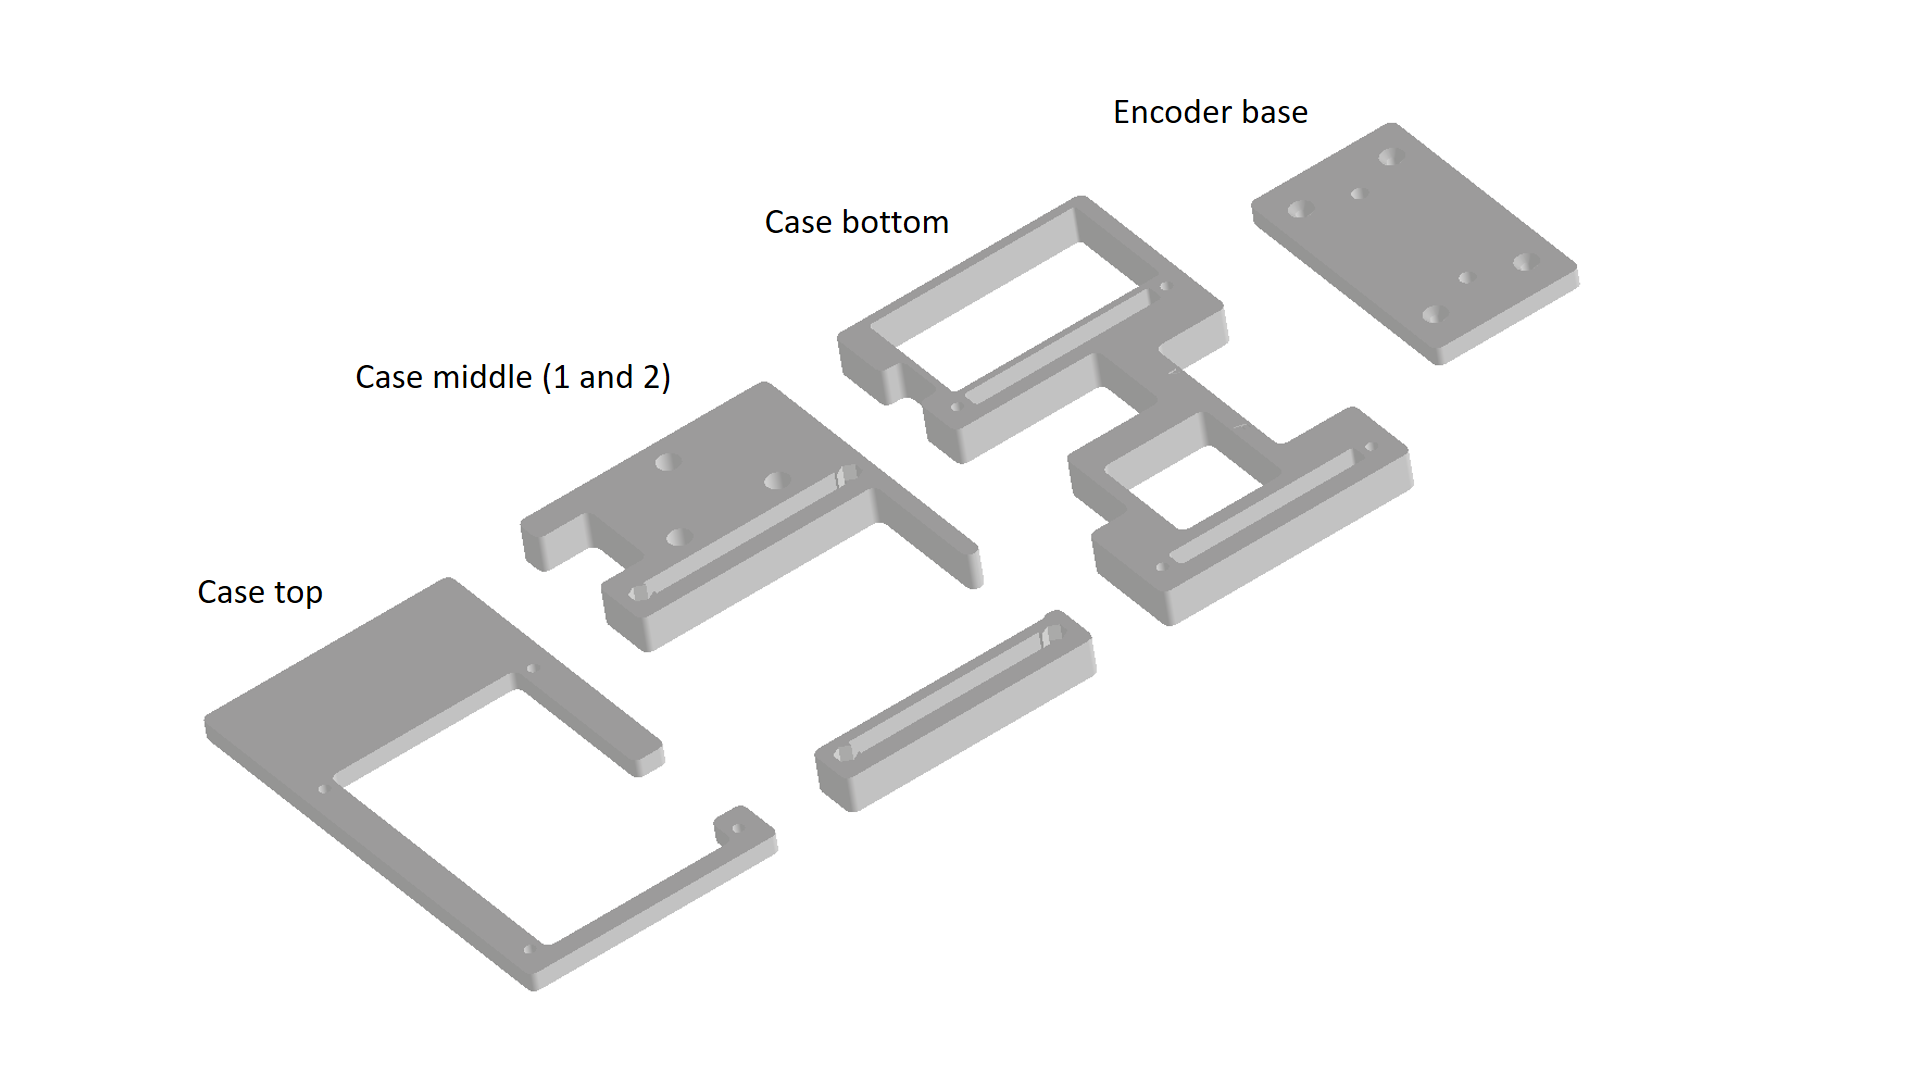 Encoder base
Case bottom
Case middle (1 and 2)
Case top